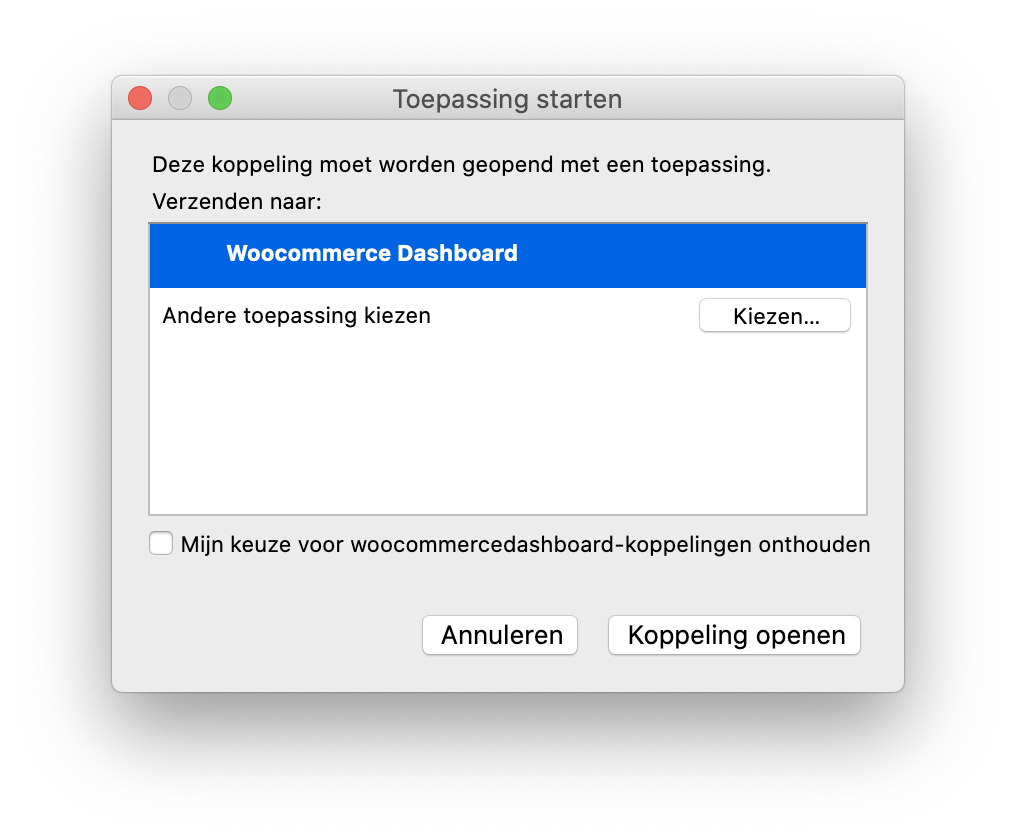 Toepassing starten
Deze koppeling moet worden geopend met een toepassing.
Verzenden naar:
Woocommerce Dashboard
Andere toepassing kiezen
Kiezen...
Mijn keuze voor woocommercedashboard-koppelingen onthouden
Annuleren
Koppeling openen